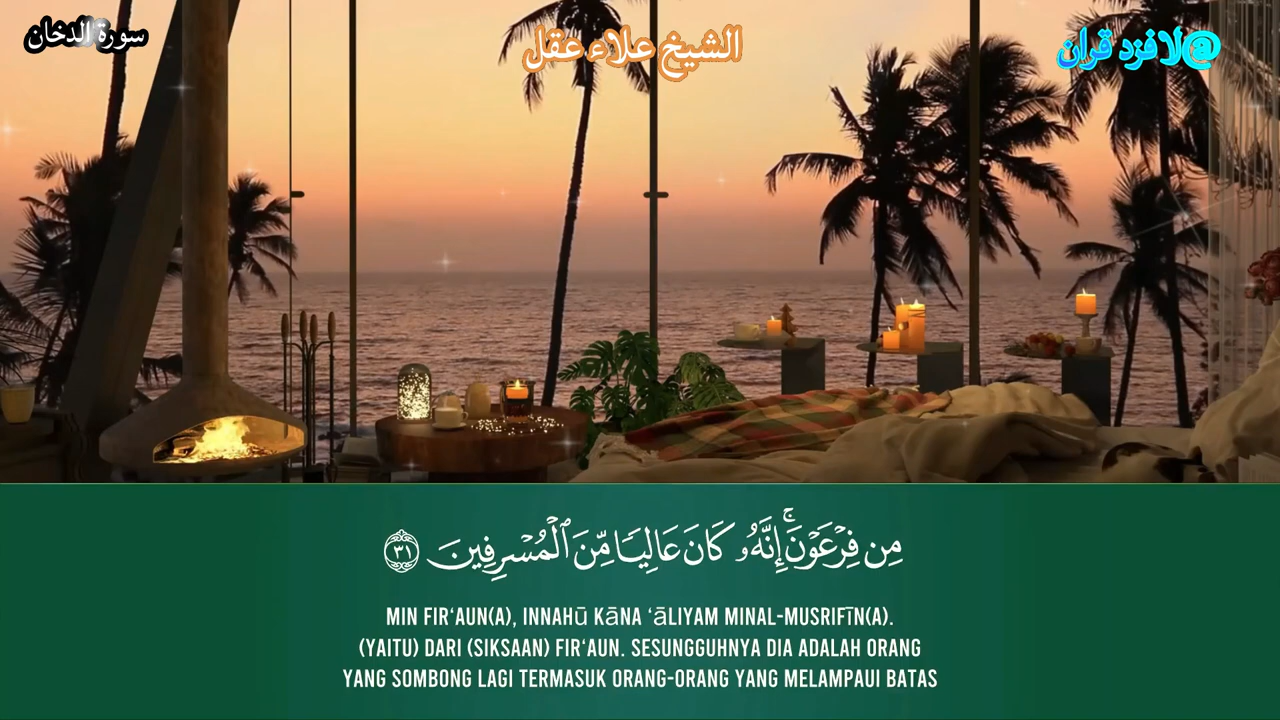 سورة الدخان
الشيخ علاء عقل
@لافزد قران
مِن فِرْعَوْنَ ۚ إِنَّهُۥ كَانَ عَالِيًا مِّنَ ٱلْمُسْرِفِينَ ٣١
MIN FIR‘AUN(A), INNAHŪ KĀNA ‘ĀLIYAM MINAL-MUSRIFĪN(A).
(YAITU) DARI (SIKSAAN) FIR‘AUN. SESUNGGUHNYA DIA ADALAH ORANG
YANG SOMBONG LAGI TERMASUK ORANG-ORANG YANG MELAMPAUI BATAS